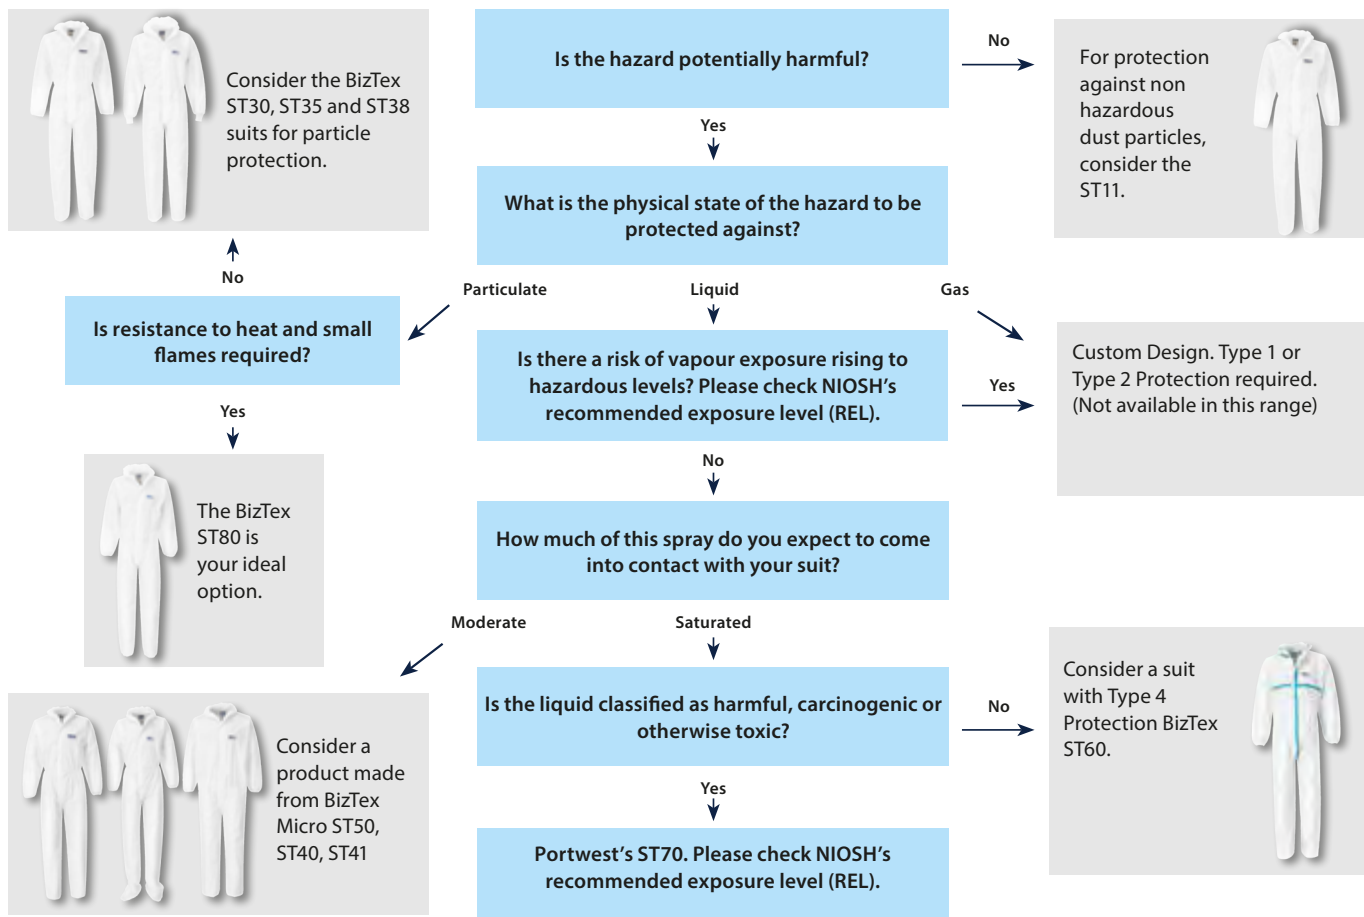 Is the hazard potentially harmful?
No
For protection
against non
hazardous
dust particles,
consider the
ST11.
Consider the BizTex
ST30, ST35 and ST38
suits for particle
protection.
Yes
What is the physical state of the hazard to be
protected against?
No
Particulate
Liquid
Gas
Is resistance to heat and small
flames required?
Is there a risk of vapour exposure rising to
hazardous levels? Please check NIOSH’s
recommended exposure level (REL).
Yes
Custom Design. Type 1 or
Type 2 Protection required.
(Not available in this range)
Yes
No
The BizTex
ST80 is
your ideal
option.
How much of this spray do you expect to come
into contact with your suit?
Moderate
Saturated
Is the liquid classified as harmful, carcinogenic or
otherwise toxic?
No
Consider a suit
with Type 4
Protection BizTex
ST60.
Consider a
product made
from BizTex
Micro ST50,
ST40, ST41
Yes
Portwest’s ST70. Please check NIOSH’s
recommended exposure level (REL).